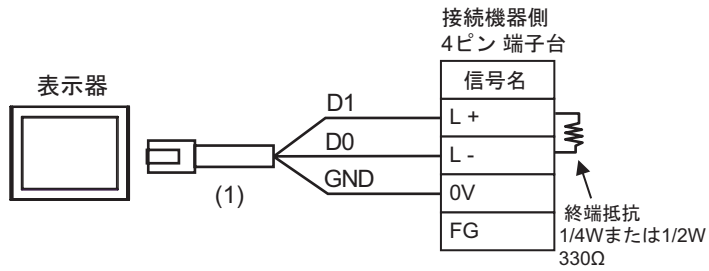 接続機器側
4ピン 端子台
表示器
信号名
D1
L +
D0
L -
(1)
GND
0V
FG
終端抵抗
1/4Wまたは1/2W
330Ω